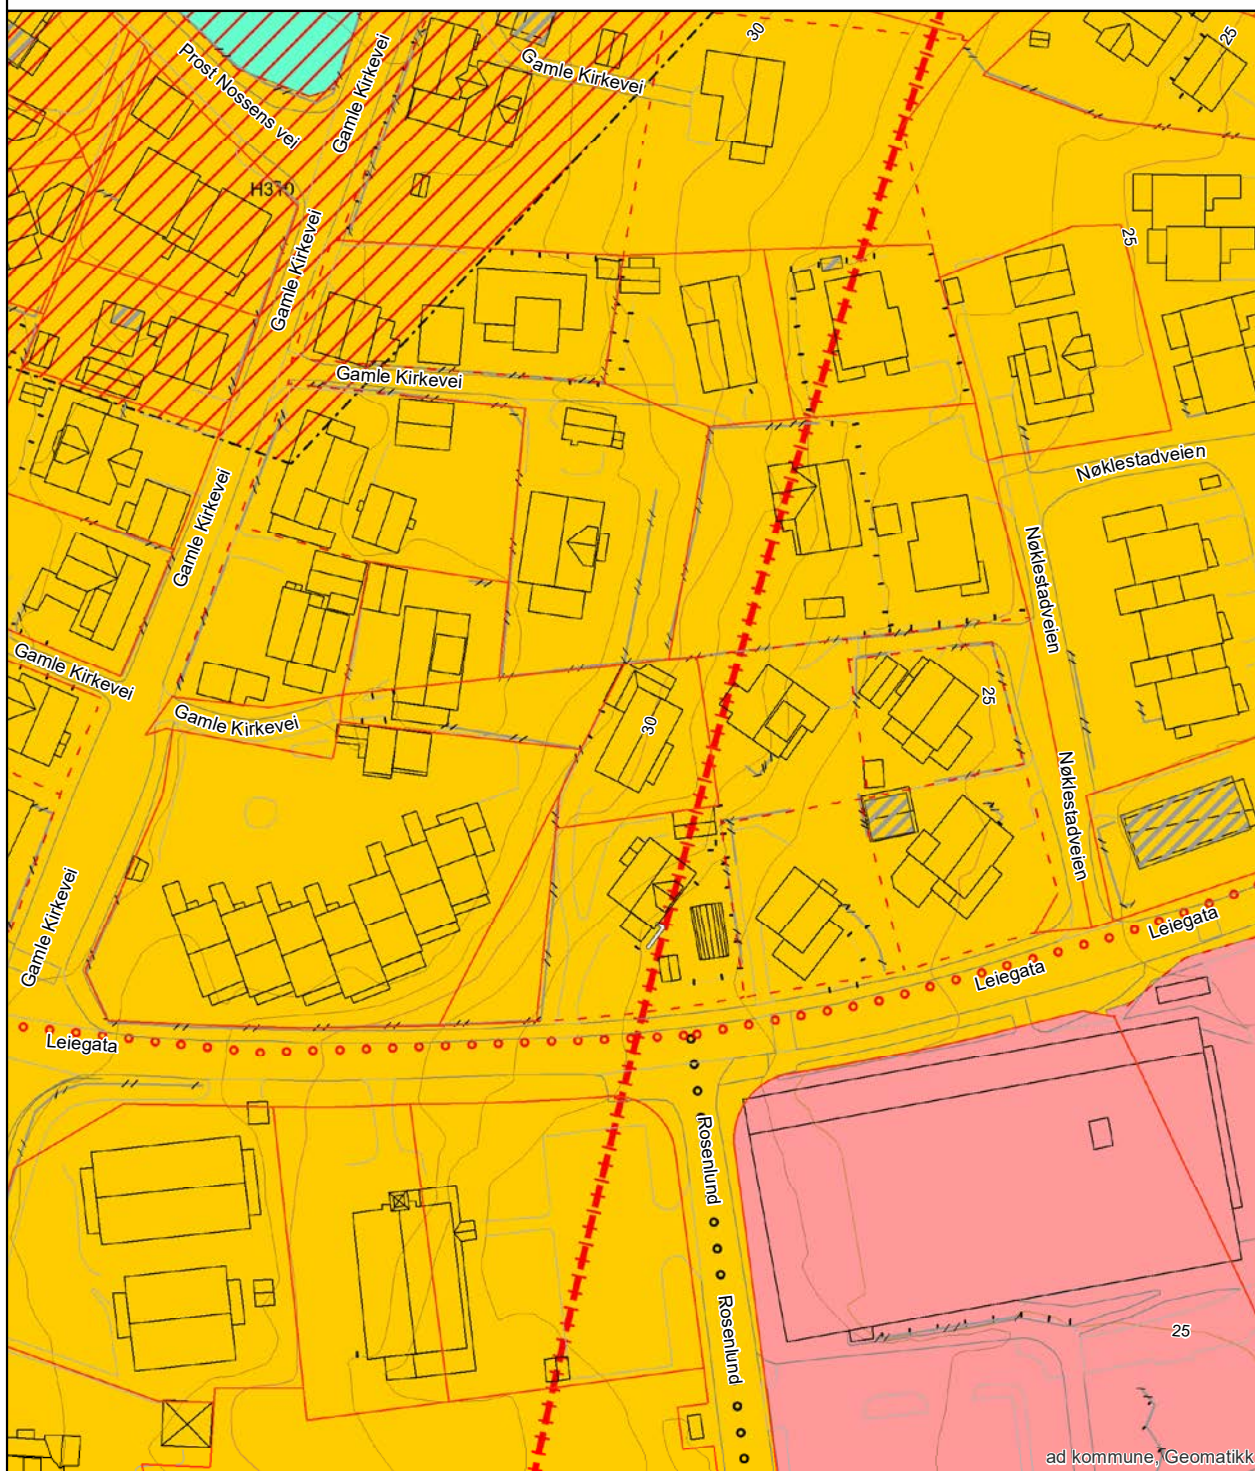 30
25
Prost Nossens vei
Gamle Kirkevei
Gamle Kirkevei
H370
Gamle Kirkevei
25
Gamle Kirkevei
Nøklestadveien
Gamle Kirkevei
Nøklestadveien
Gamle Kirkevei
Gamle Kirkevei
30
25
Nøklestadveien
Gamle Kirkevei
Leiegata
Leiegata
Leiegata
Rosenlund
Rosenlund
25
ad kommune, Geomatikk